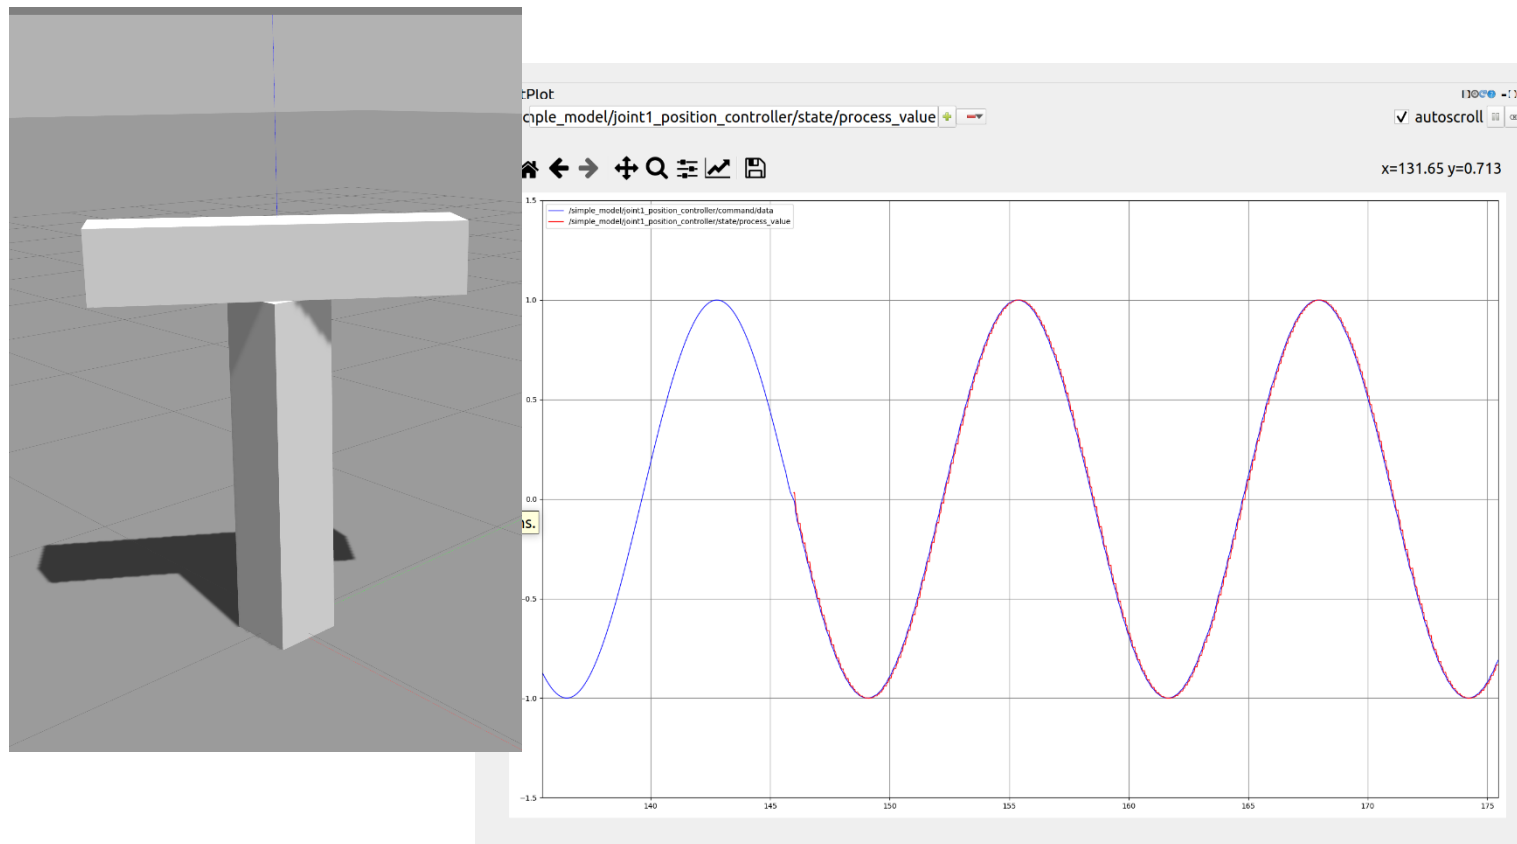 tPlot
ple_model/joint1_position_controller/state/process_value
autoscroll
x=131.65 y=0.713
1.5
/simple_model/joint1_position_controller/command/data
/simple_model/joint1_position_controller/state/process_value
1.0
0.5
0.0
ns.
-0.5
-1.0
-1.5
140 145 150 155 160 165 170 175